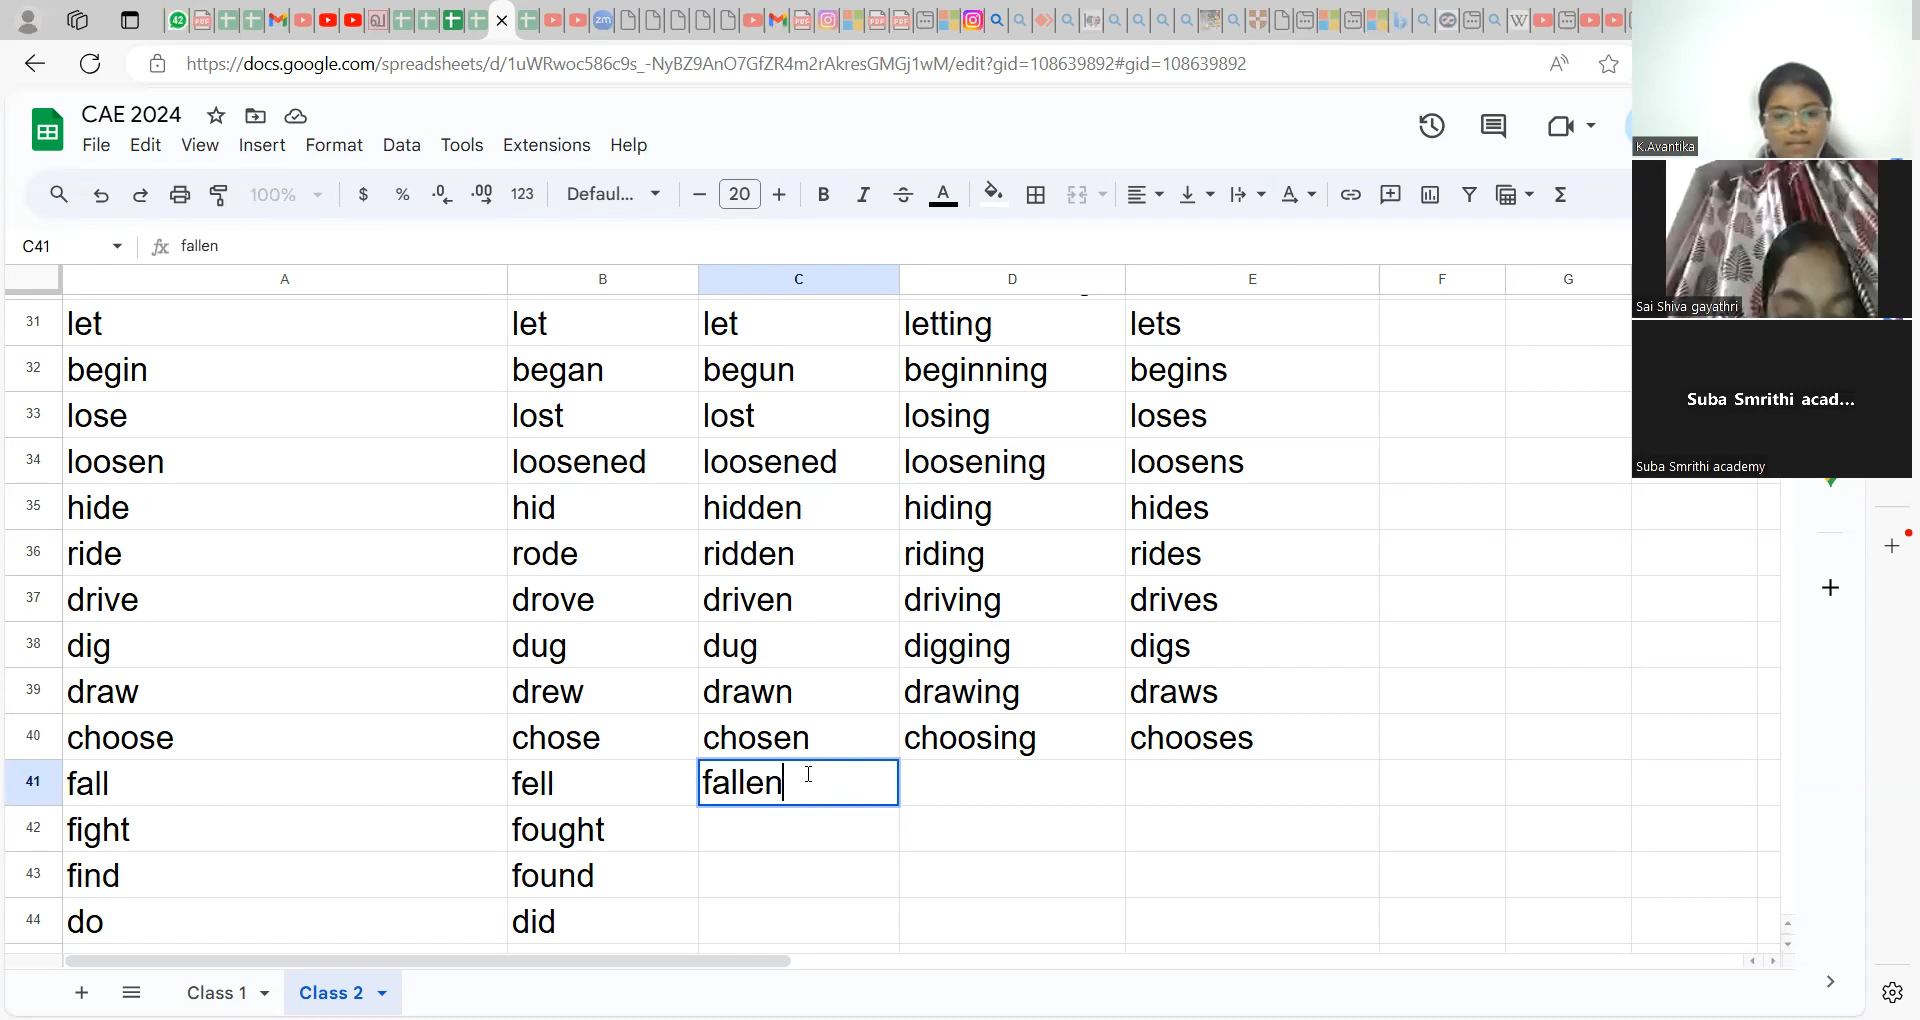 https://docs.google.com/spreadsheets/d/1uWRwoc586c9s_-NyBZ9AnO7GfZR4m2rAkresGMGj1wM/edit?gid=108639892#gid=108639892
CAE 2024
File Edit View Insert Format Data Tools Extensions Help
100% $ % .0 .00 123 Defaul... 20
C41 fallen
A B C D E F G
31 let let let letting lets
32 begin began begun beginning begins
33 lose lost lost losing loses
34 loosen loosened loosened loosening loosens
35 hide hid hidden hiding hides
36 ride rode ridden riding rides
37 drive drove driven driving drives
38 dig dug dug digging digs
39 draw drew drawn drawing draws
40 choose chose chosen choosing chooses
41 fall fell fallen
42 fight fought
43 find found
44 do did
Class 1 Class 2
K.Avantika
Sai Shiva gayathri
Suba Smrithi acad...
Suba Smrithi academy